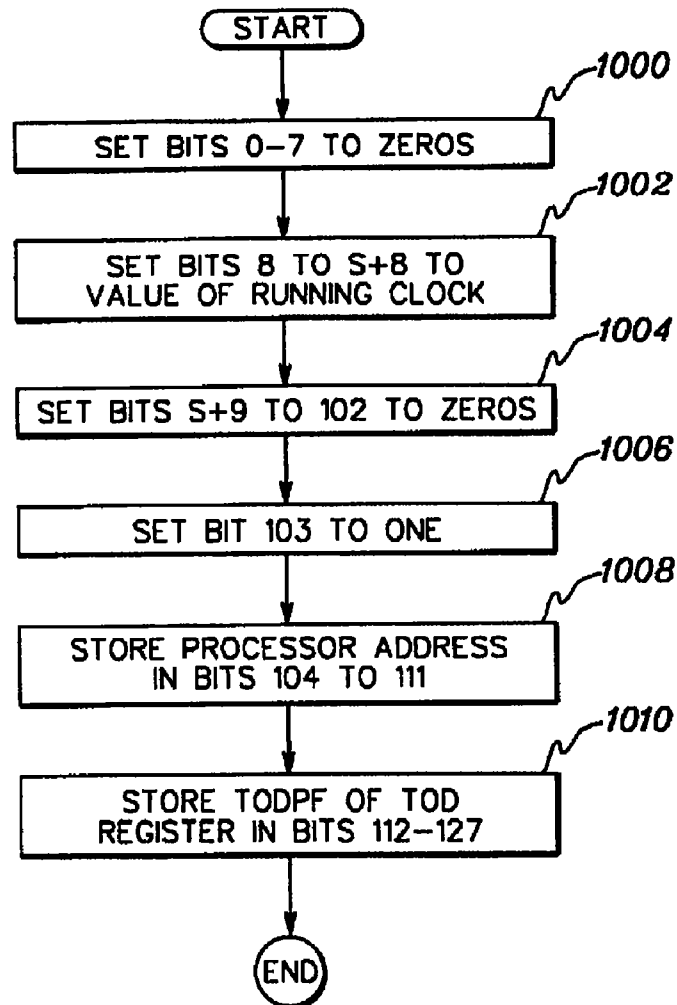 START
1000
SET BITS 0-7 TO ZEROS
1002
SET BITS 8 TO S+8 TO
VALUE OF RUNNING CLOCK
1004
SET BITS S+9 TO 102 TO ZEROS
1006
SET BIT 103 TO ONE
1008
STORE PROCESSOR ADDRESS
IN BITS 104 TO 111
1010
STORE TODPF OF TOD
REGISTER IN BITS 112-127
END